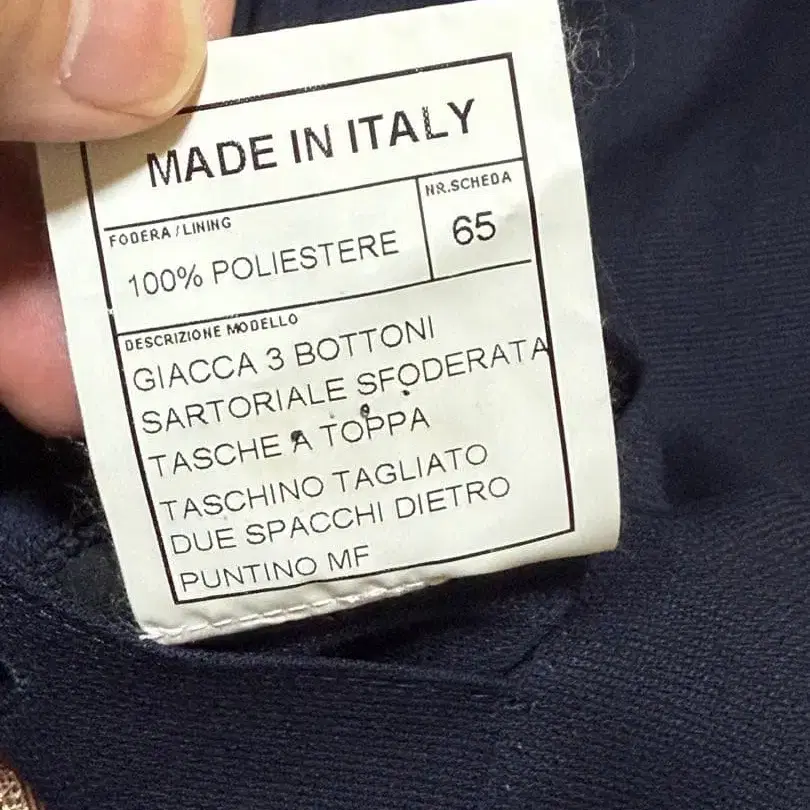 MADE IN ITALY
FODERA / LINING
100% POLIESTERE
NR.SCHEDA
65
DESCRIZIONE MODELLO
GIACCA 3 BOTTONI
SARTORIALE SFODERATA
TASCHE A TOPPA
TASCHINO TAGLIATO
DUE SPACCHI DIETRO
PUNTINO MF